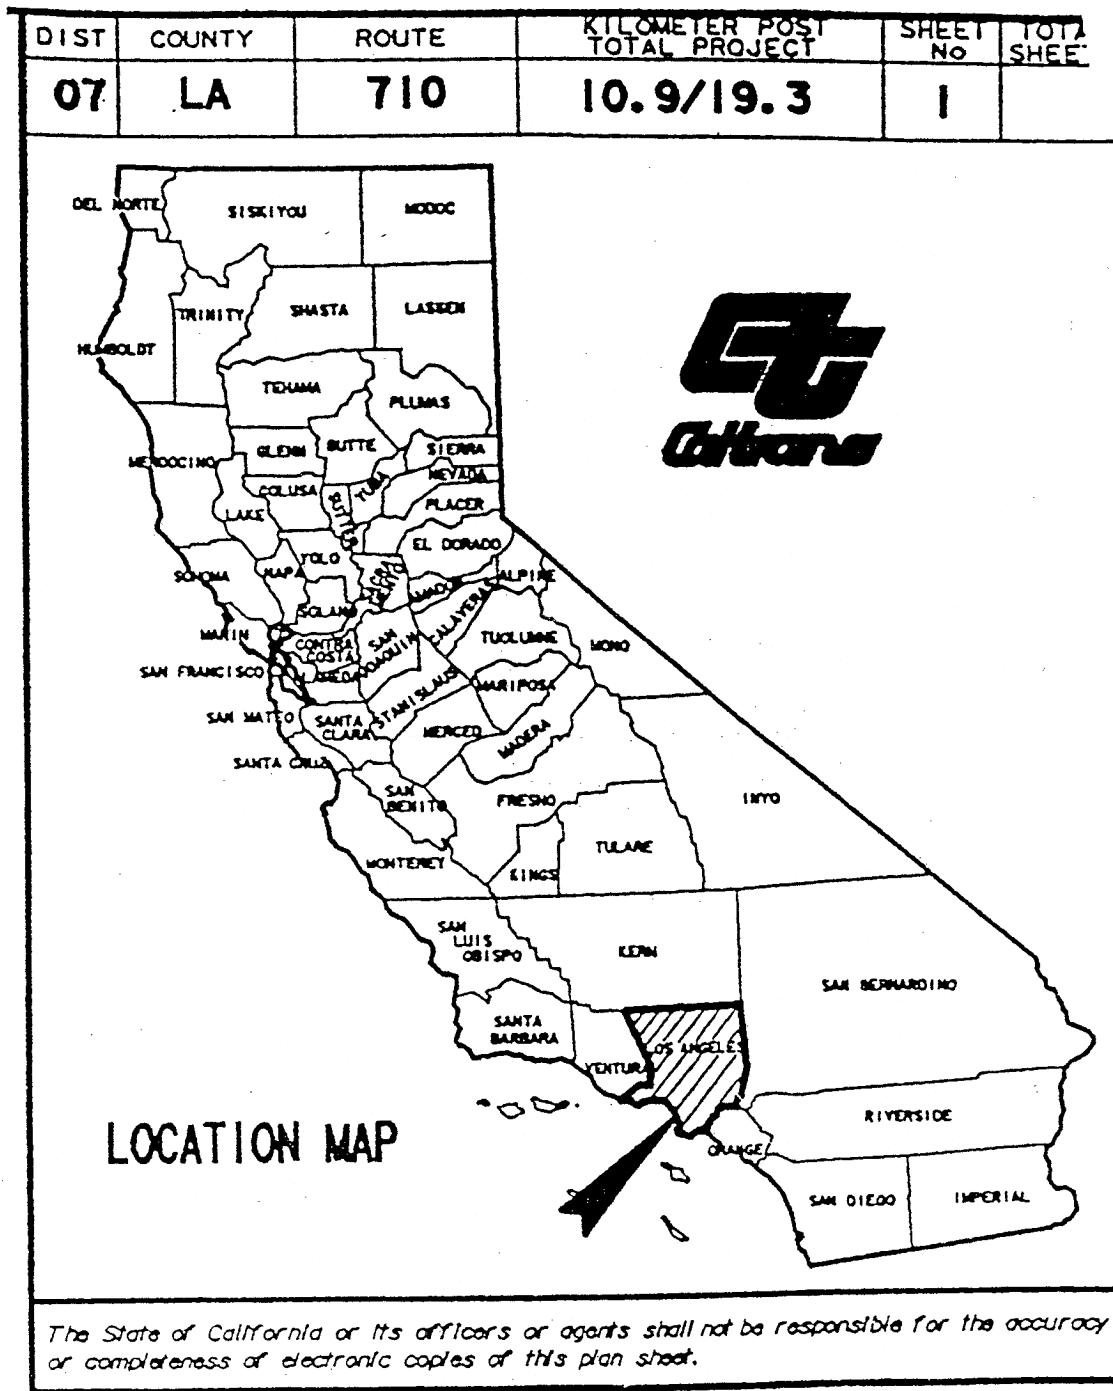 DIST COUNTY ROUTE KILOMETER POST TOTAL PROJECT SHEET No TOTA SHEE
07 LA 710 10.9/19.3 1
DEL NORTE
SISKIYOU
MODOC
TRINITY
SHASTA
LASSEN
HUMBOLDT
TEHAMA
PLUMAS
Caltrans
MENDOCINO
GLENN
BUTTE
SIERRA
COLUSA
YUBA
NEVADA
LAKE
SUTTER
PLACER
EL DORADO
SONOMA
NAPA
YOLO
SACRA
MENTO
AMADOR
ALPINE
SOLANO
CALAVERAS
MARIN
CONTRA
COSTA
SAN
JOAQUIN
TUOLUMNE
MONO
SAN FRANCISCO
ALAMEDA
STANISLAUS
MARIPOSA
SAN MATEO
SANTA
CLARA
MERCED
MADERA
SANTA CRUZ
SAN
BENITO
FRESNO
INYO
MONTEREY
KINGS
TULARE
SAN
LUIS
OBISPO
KERN
SAN BERNARDINO
SANTA
BARBARA
VENTURA
LOS ANGELES
RIVERSIDE
ORANGE
SAN DIEGO
IMPERIAL
LOCATION MAP
The State of California or its officers or agents shall not be responsible for the accuracy
or completeness of electronic copies of this plan sheet.